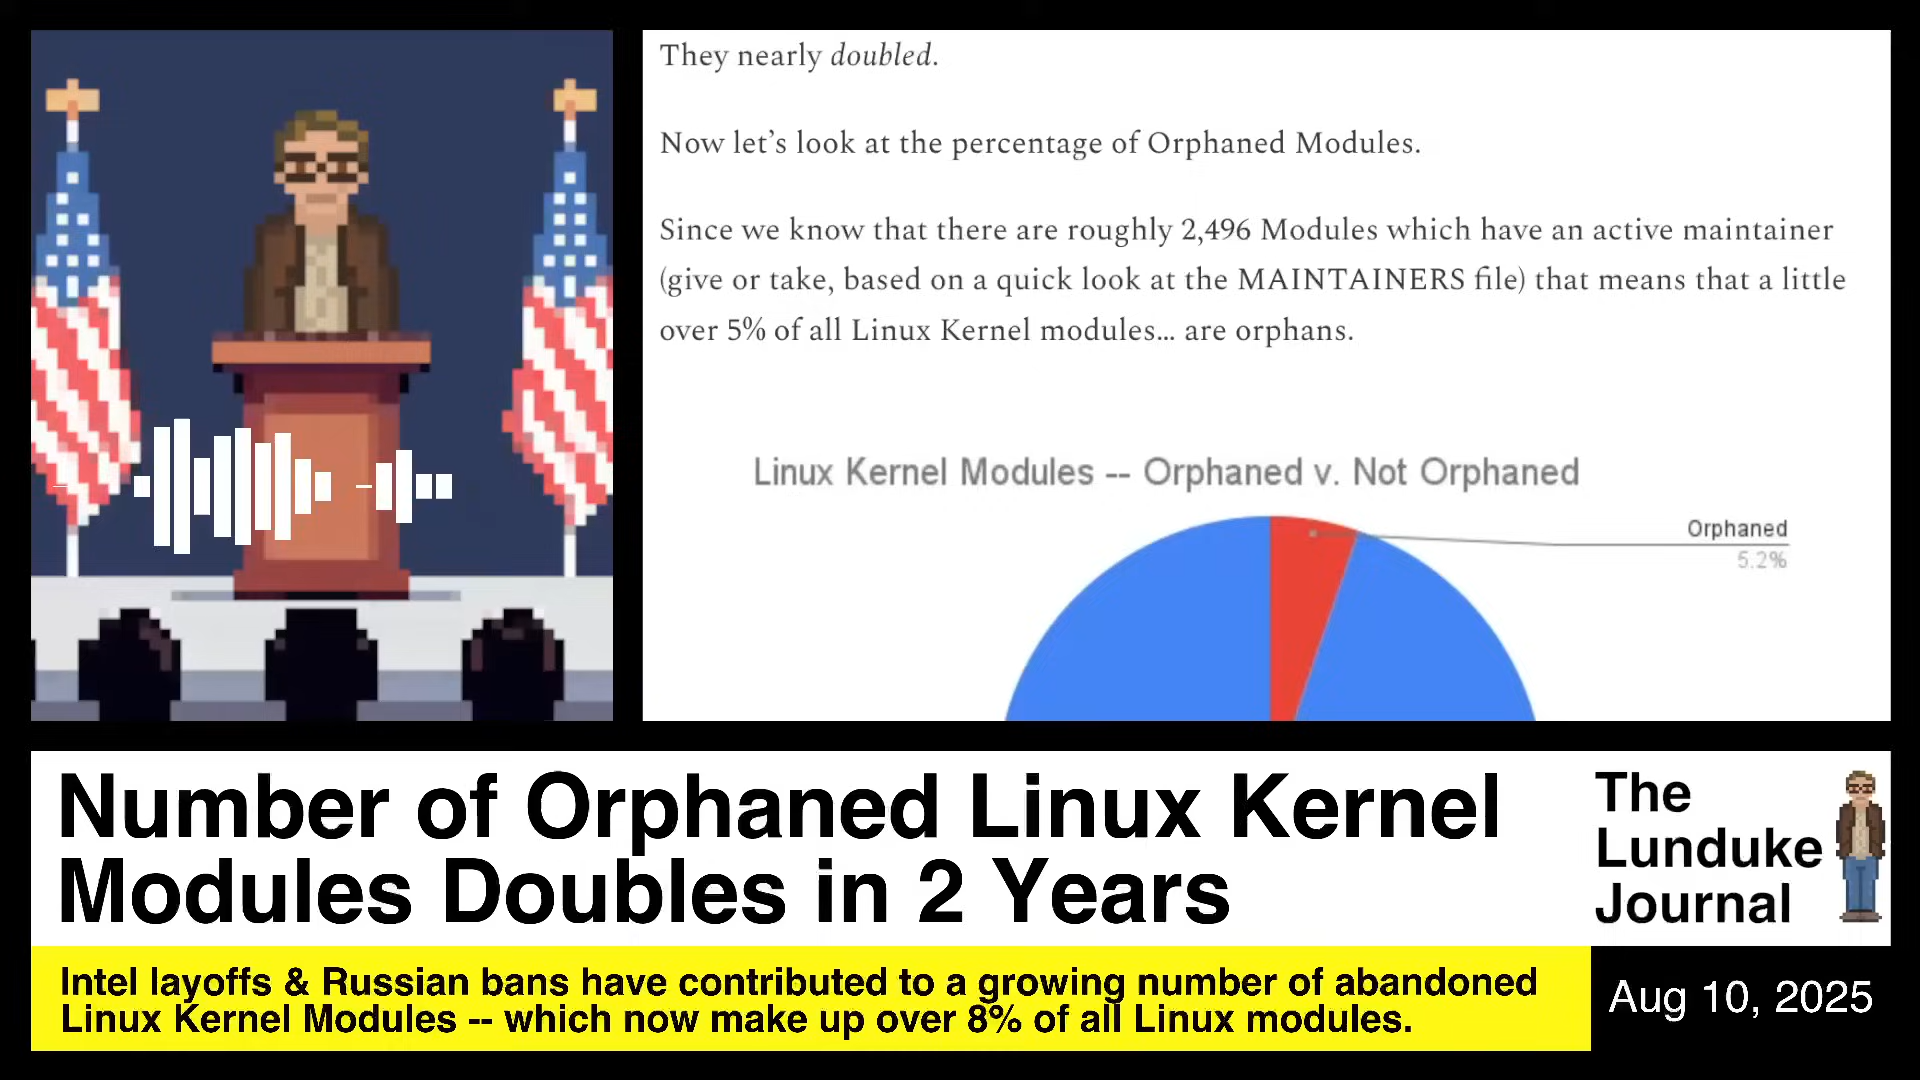 They nearly doubled.
Now let’s look at the percentage of Orphaned Modules.
Since we know that there are roughly 2,496 Modules which have an active maintainer
(give or take, based on a quick look at the MAINTAINERS file) that means that a little
over 5% of all Linux Kernel modules... are orphans.
Linux Kernel Modules -- Orphaned v. Not Orphaned
Orphaned
5.2%
Number of Orphaned Linux Kernel
Modules Doubles in 2 Years
The
Lunduke
Journal
Intel layoffs & Russian bans have contributed to a growing number of abandoned
Linux Kernel Modules -- which now make up over 8% of all Linux modules.
Aug 10, 2025